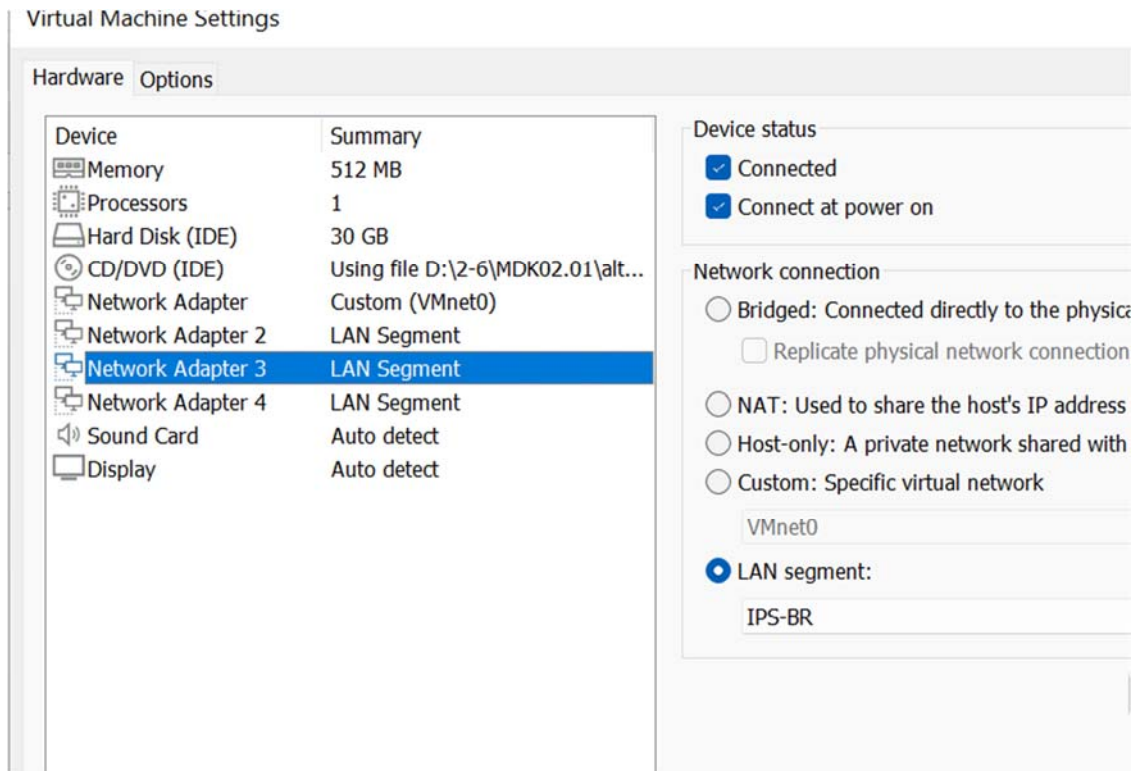 Virtual Machine Settings
Hardware Options
Device Summary
Memory 512 MB
Processors 1
Hard Disk (IDE) 30 GB
CD/DVD (IDE) Using file D:\2-6\MDK02.01\alt...
Network Adapter Custom (VMnet0)
Network Adapter 2 LAN Segment
Network Adapter 3 LAN Segment
Network Adapter 4 LAN Segment
Sound Card Auto detect
Display Auto detect
Device status
Connected
Connect at power on
Network connection
Bridged: Connected directly to the physica
Replicate physical network connection
NAT: Used to share the host's IP address
Host-only: A private network shared with
Custom: Specific virtual network
VMnet0
LAN segment:
IPS-BR